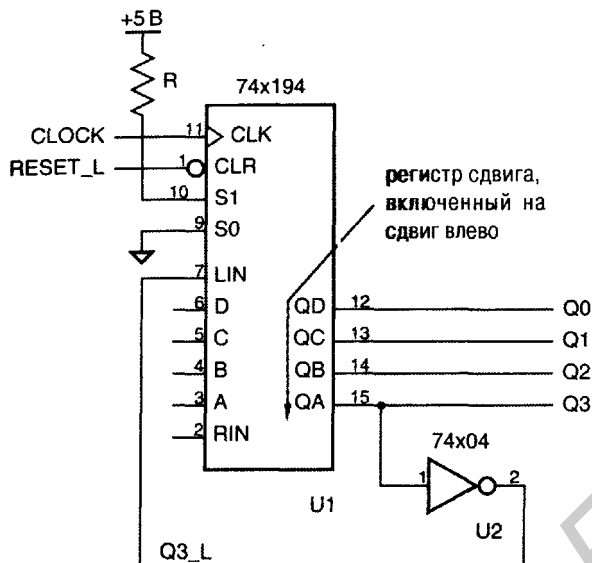 +5 В
R
74x194
CLOCK
11
CLK
RESET_L
1
CLR
10
S1
9
S0
7
LIN
6
D
5
C
4
B
3
A
2
RIN
регистр сдвига,
включенный на
сдвиг влево
QD
12
Q0
QC
13
Q1
QB
14
Q2
QA
15
Q3
74x04
1
2
U1
U2
Q3_L